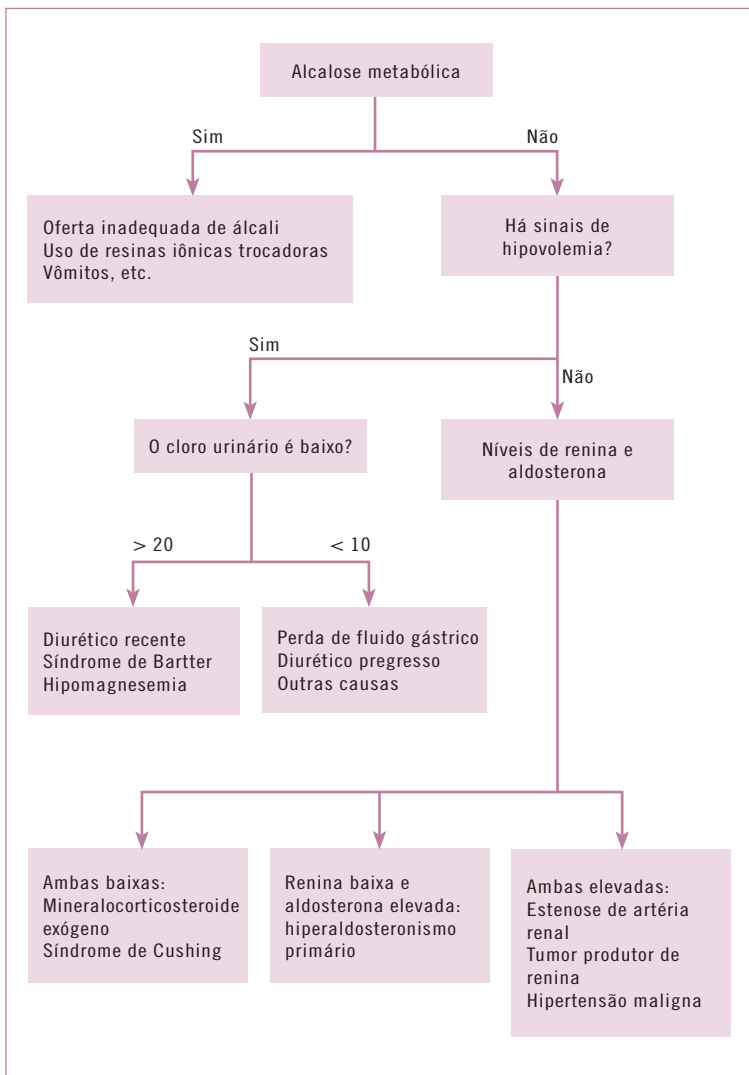 Alcalose metabólica
Sim
Não
Oferta inadequada de álcali
Uso de resinas iônicas trocadoras
Vômitos, etc.
Há sinais de
hipovolemia?
Sim
Não
O cloro urinário é baixo?
Níveis de renina e
aldosterona
> 20
< 10
Diurético recente
Síndrome de Bartter
Hipomagnesemia
Perda de fluido gástrico
Diurético pregresso
Outras causas
Ambas baixas:
Mineralocorticosteroide
exógeno
Síndrome de Cushing
Renina baixa e
aldosterona elevada:
hiperaldosteronismo
primário
Ambas elevadas:
Estenose de artéria
renal
Tumor produtor de
renina
Hipertensão maligna